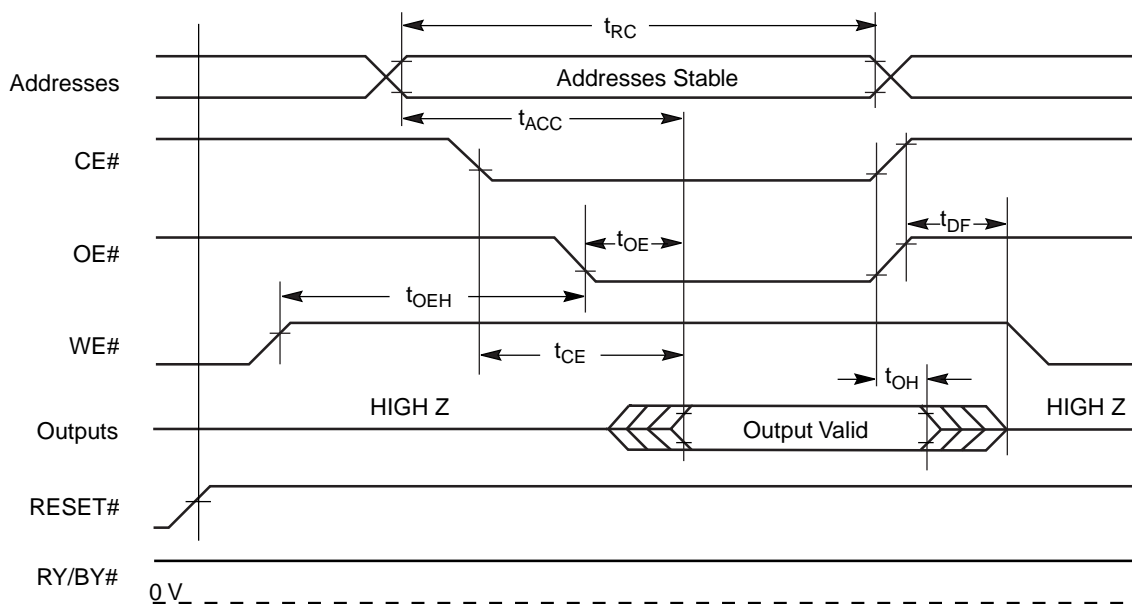 tRC
Addresses
Addresses Stable
tACC
CE#
tDF
OE#
tOE
tOEH
WE#
tCE
tOH
HIGH Z
HIGH Z
Outputs
Output Valid
RESET#
RY/BY#
0 V